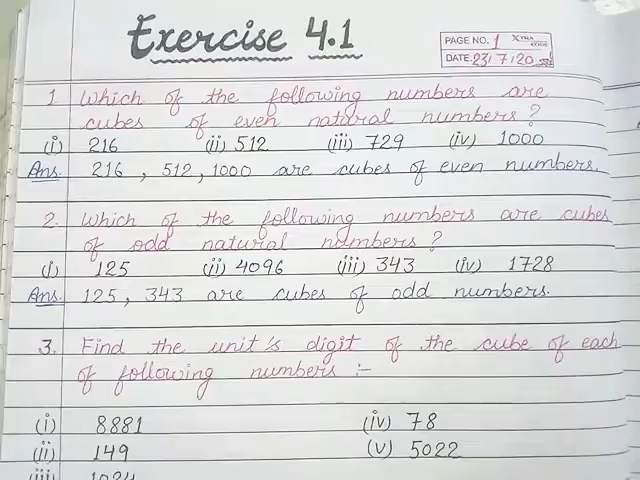 Exercise 4.1
PAGE NO. 1
DATE: 23/7/20
1 Which of the following numbers are
cubes of even natural numbers?
(i) 216 (ii) 512 (iii) 729 (iv) 1000
Ans. 216, 512, 1000 are cubes of even numbers.
2. Which of the following numbers are cubes
of odd natural numbers?
(i) 125 (ii) 4096 (iii) 343 (iv) 1728
Ans. 125, 343 are cubes of odd numbers.
3. Find the unit's digit of the cube of each
of following numbers :-
(i) 8881 (iv) 78
(ii) 149 (v) 5022
(iii) 1024